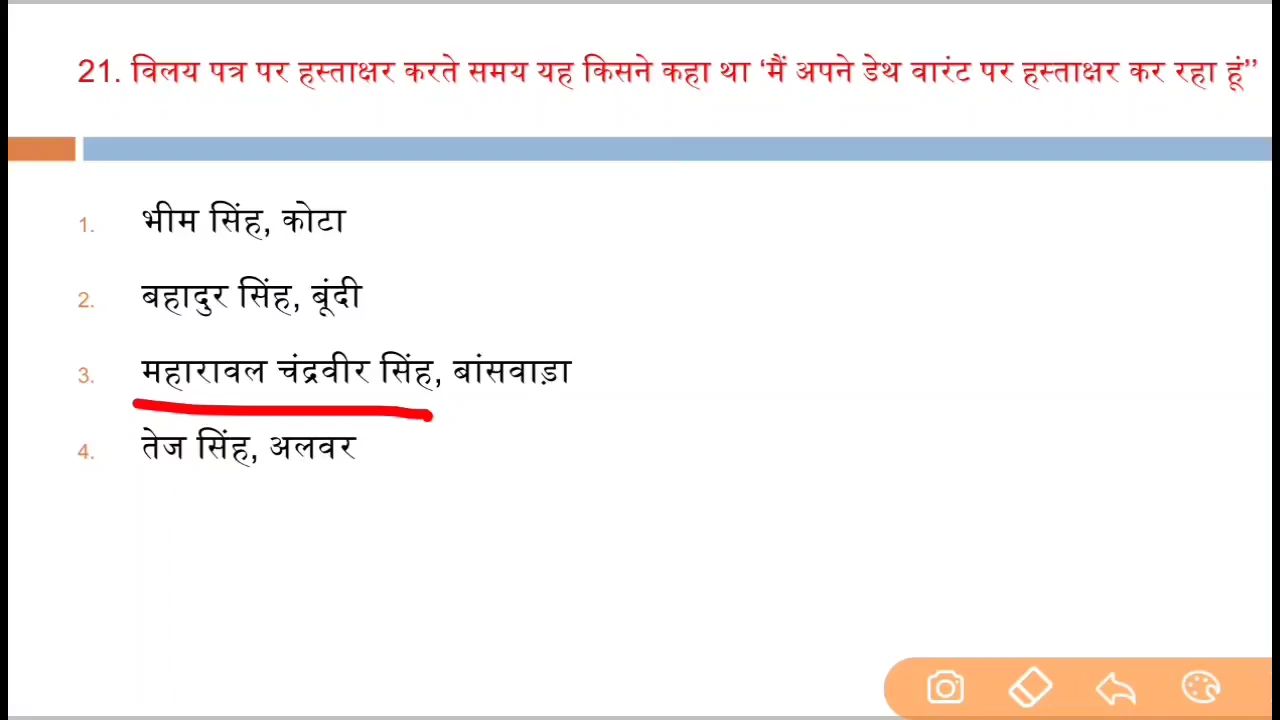 21. विलय पत्र पर हस्ताक्षर करते समय यह किसने कहा था ‘मैं अपने डेथ वारंट पर हस्ताक्षर कर रहा हूं’’
1. भीम सिंह, कोटा
2. बहादुर सिंह, बूंदी
3. महारावल चंद्रवीर सिंह, बांसवाड़ा
4. तेज सिंह, अलवर